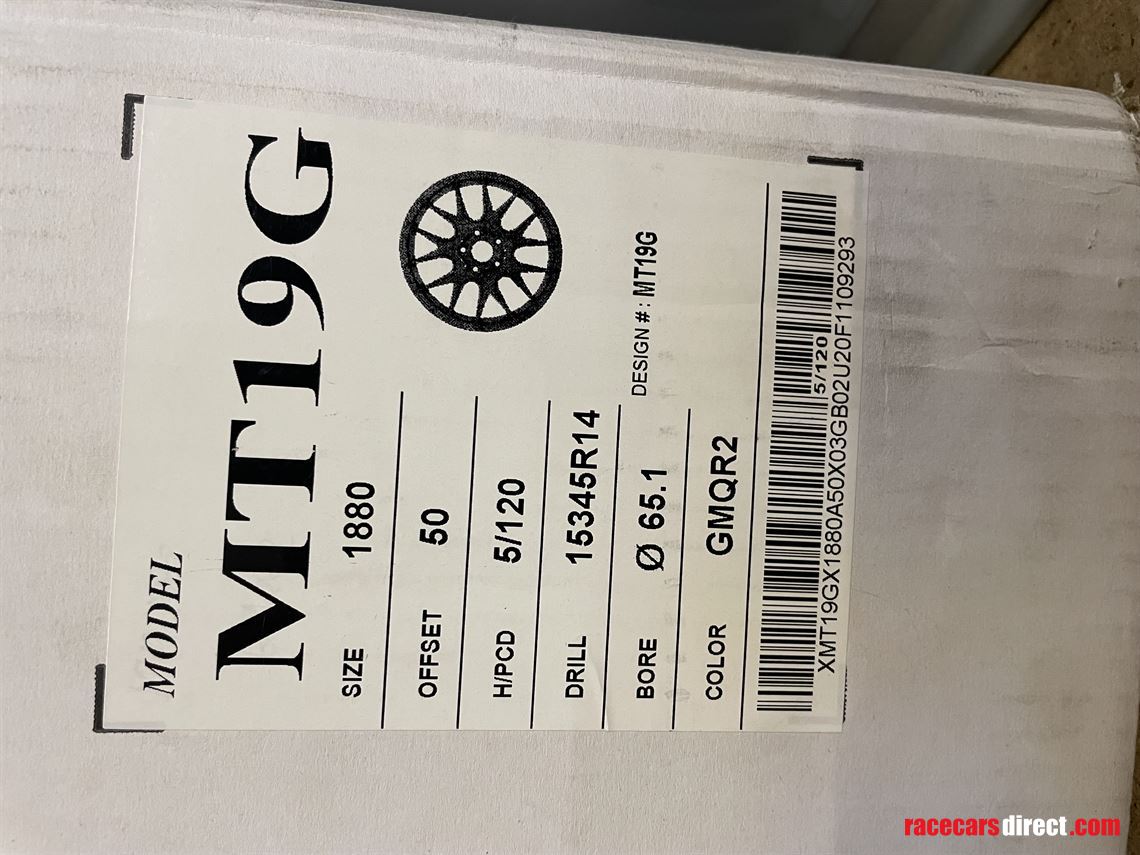 MODEL
MT19G
SIZE 1880
OFFSET 50
H/PCD 5/120
DRILL 15345R14
BORE Ø 65.1
COLOR GMQR2
DESIGN #: MT19G
5/120
XMT19GX1880A50X03GB02U20F1109293
racecarsdirect.com